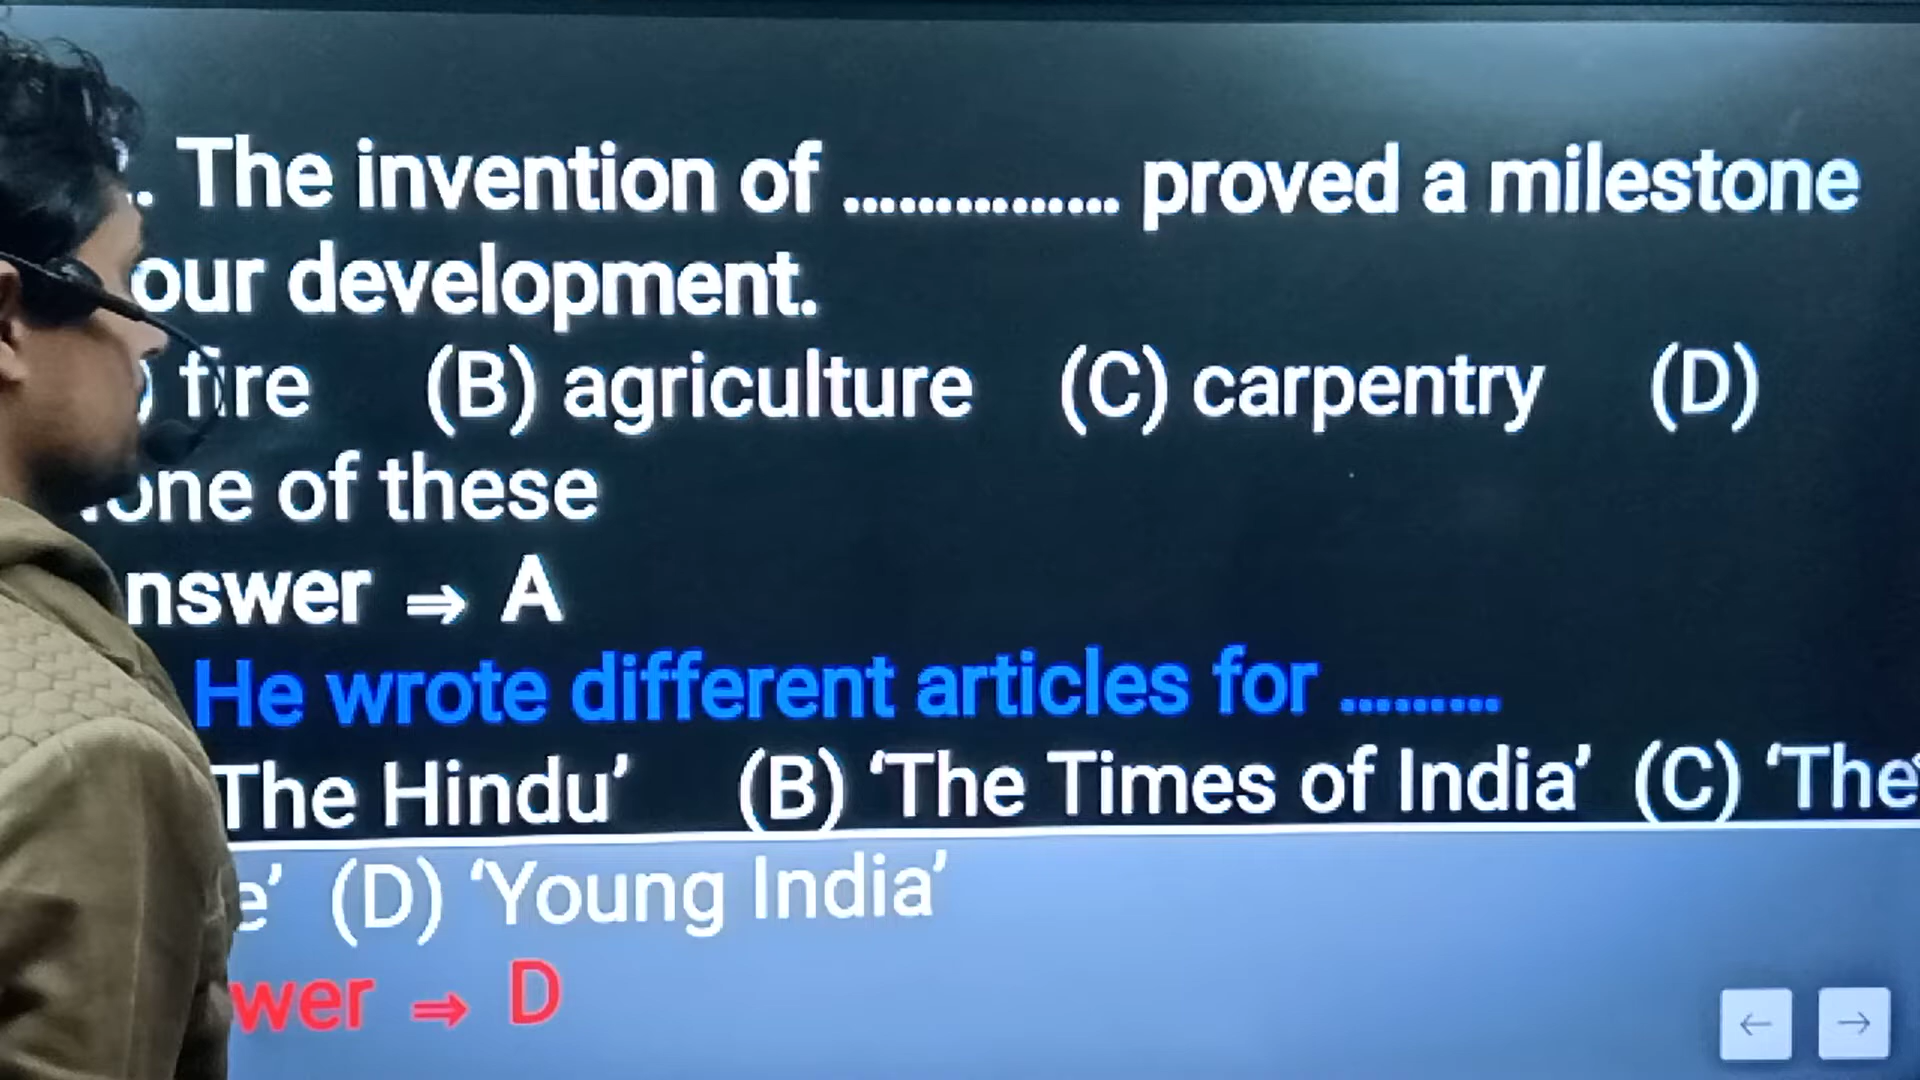 . The invention of ............... proved a milestone
our development.
) fire (B) agriculture (C) carpentry (D)
one of these
nswer ⇒ A
He wrote different articles for .........
The Hindu’ (B) ‘The Times of India’ (C) ‘The
e’ (D) ‘Young India’
wer ⇒ D
← →